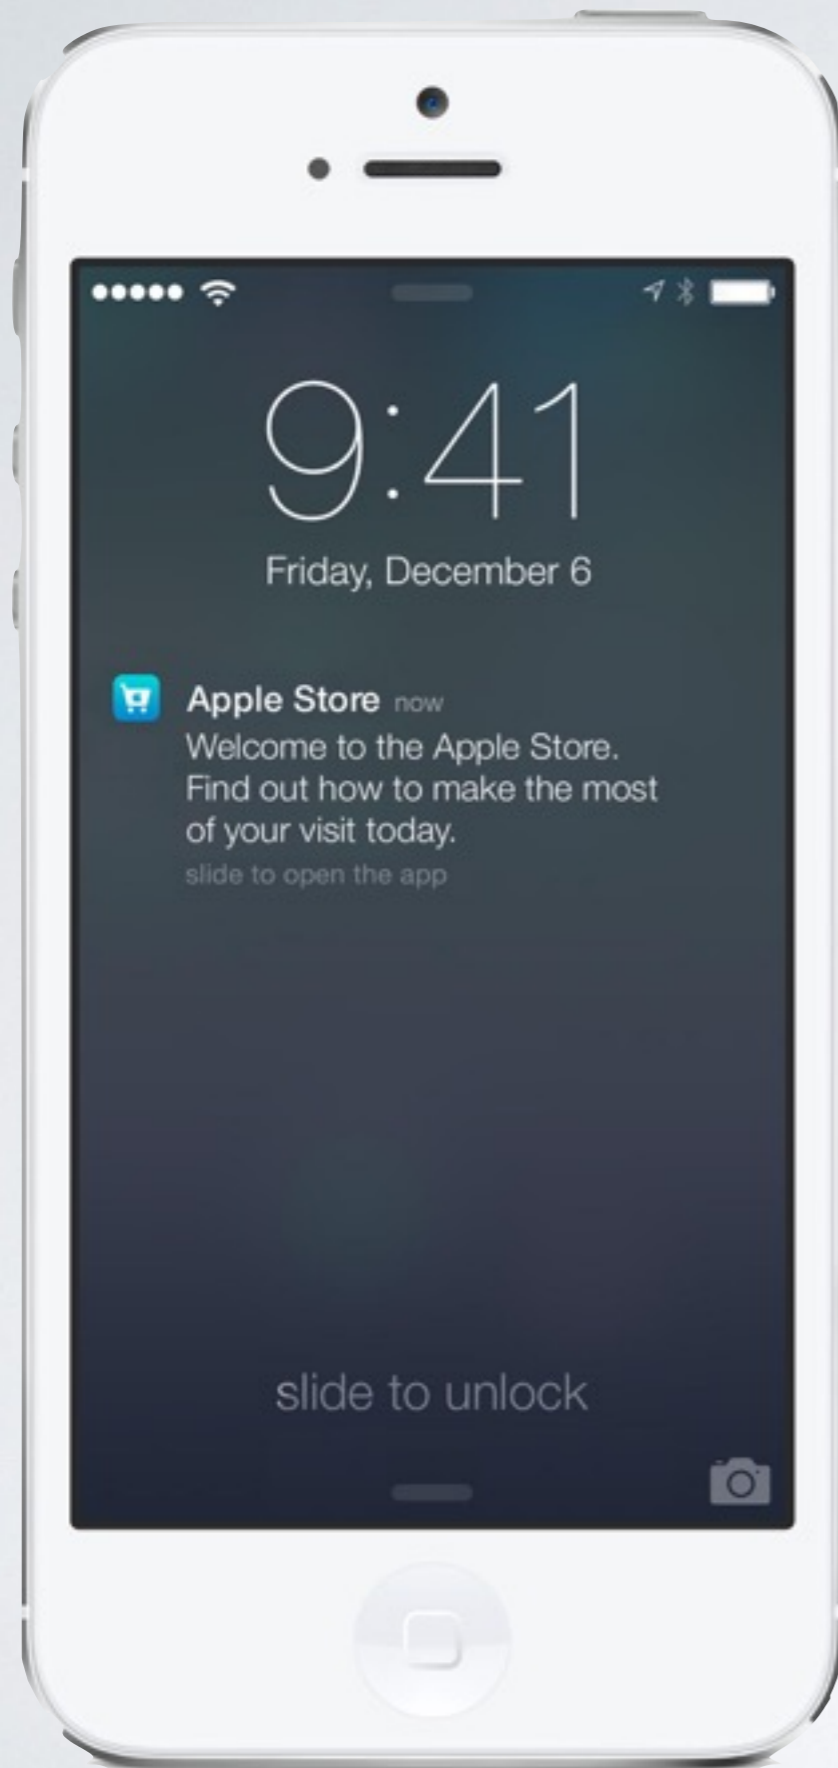 9:41
Friday, December 6
Apple Store now
Welcome to the Apple Store.
Find out how to make the most
of your visit today.
slide to open the app
slide to unlock